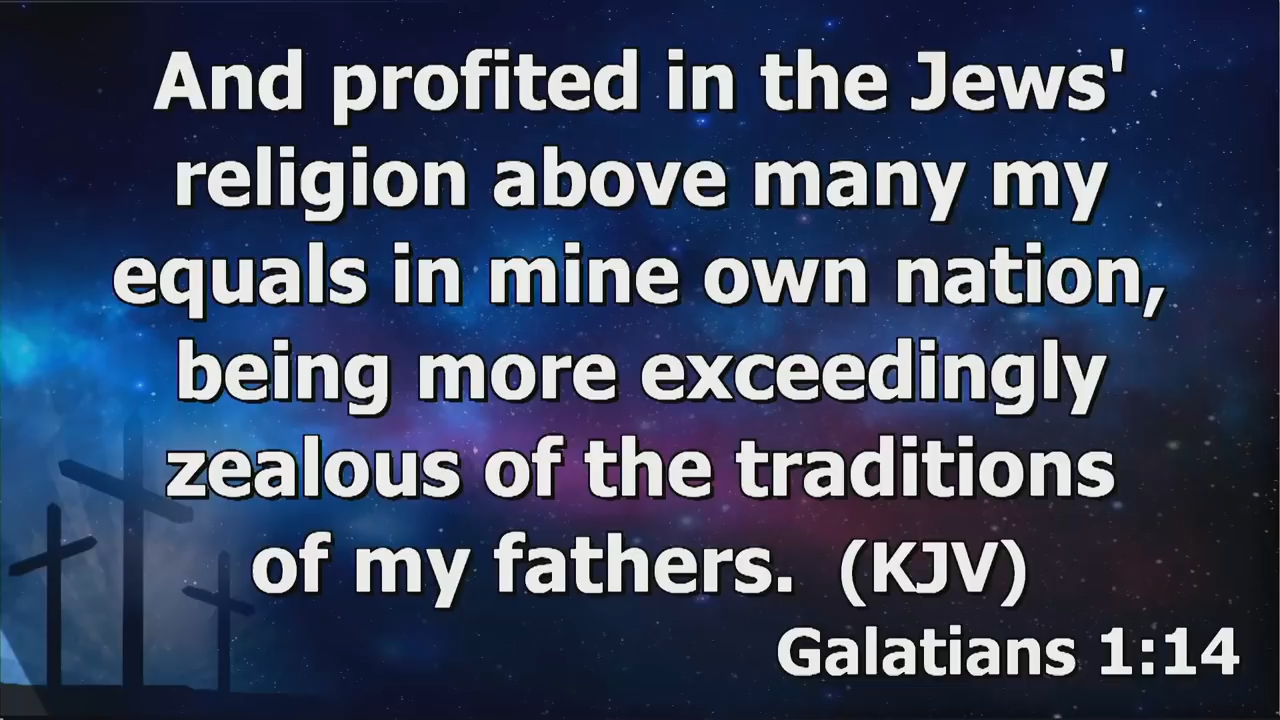 And profited in the Jews'
religion above many my
equals in mine own nation,
being more exceedingly
zealous of the traditions
of my fathers.  (KJV)
Galatians 1:14